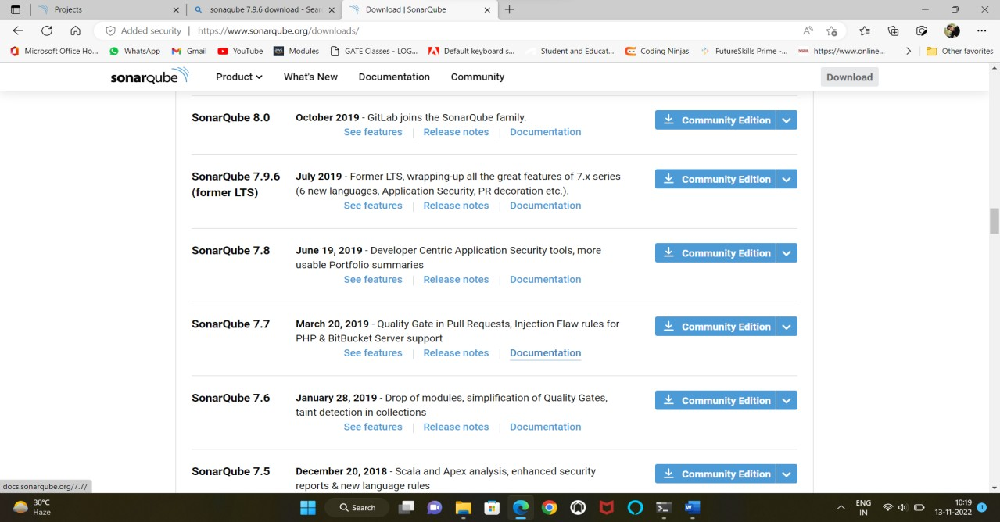 Projects
sonaqube 7.9.6 download - Sear
Download | SonarQube
Added security
https://www.sonarqube.org/downloads/
Microsoft Office Ho...
WhatsApp
Gmail
YouTube
aws
Modules
GATE Classes - LOG...
Default keyboard s...
Student and Educat...
Coding Ninjas
FutureSkills Prime -...
https://www.online...
Other favorites
sonarqube
Product
What's New
Documentation
Community
Download
SonarQube 8.0
October 2019 - GitLab joins the SonarQube family.
See features
Release notes
Documentation
Community Edition
SonarQube 7.9.6
(former LTS)
July 2019 - Former LTS, wrapping-up all the great features of 7.x series
(6 new languages, Application Security, PR decoration etc.).
See features
Release notes
Documentation
Community Edition
SonarQube 7.8
June 19, 2019 - Developer Centric Application Security tools, more
usable Portfolio summaries
See features
Release notes
Documentation
Community Edition
SonarQube 7.7
March 20, 2019 - Quality Gate in Pull Requests, Injection Flaw rules for
PHP & BitBucket Server support
See features
Release notes
Documentation
Community Edition
SonarQube 7.6
January 28, 2019 - Drop of modules, simplification of Quality Gates,
taint detection in collections
See features
Release notes
Documentation
Community Edition
SonarQube 7.5
December 20, 2018 - Scala and Apex analysis, enhanced security
reports & new language rules
Community Edition
docs.sonarqube.org/7.7/
30°C
Haze
Search
ENG
IN
10:19
13-11-2022
1